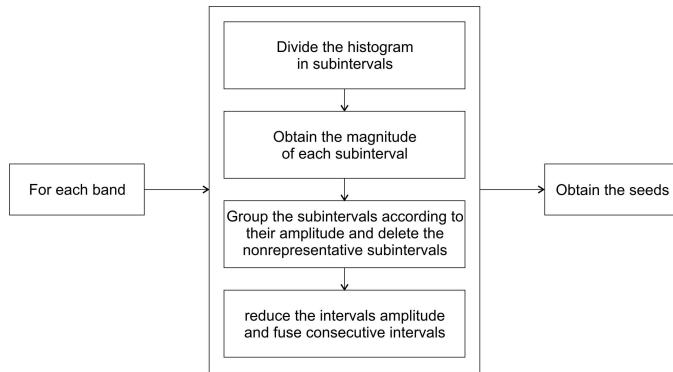 For each band
Divide the histogram
in subintervals
Obtain the magnitude
of each subinterval
Group the subintervals according to
their amplitude and delete the
nonrepresentative subintervals
reduce the intervals amplitude
and fuse consecutive intervals
Obtain the seeds